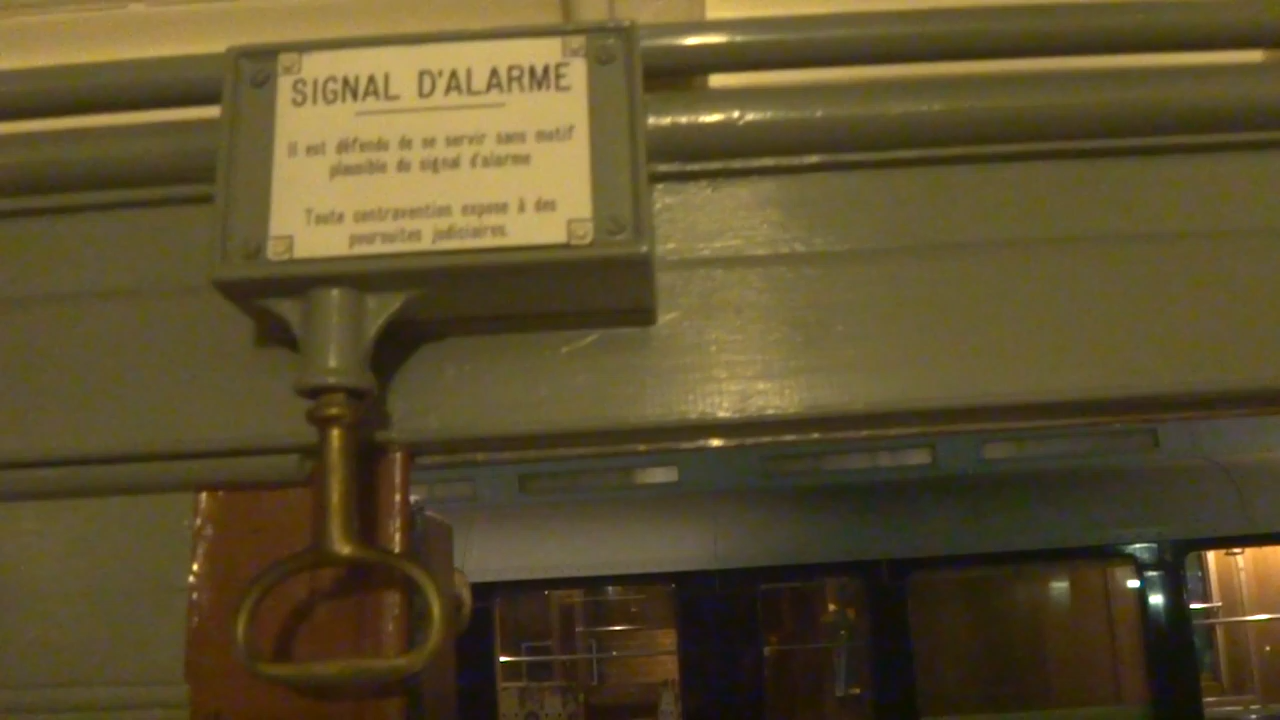 SIGNAL D'ALARME
Il est défendu de se servir sans motif
plausible du signal d'alarme
Toute contravention expose à des
poursuites judiciaires.